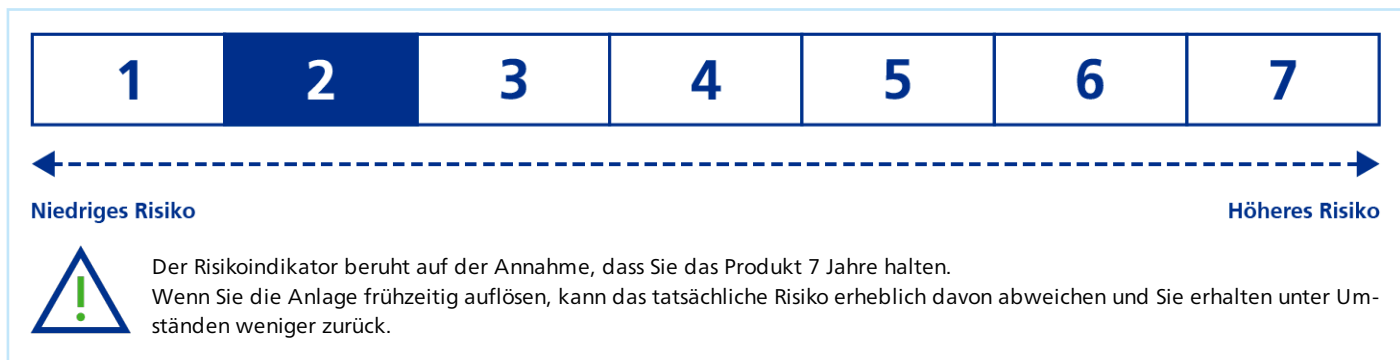 1 2 3 4 5 6 7
Niedriges Risiko Höheres Risiko
Der Risikoindikator beruht auf der Annahme, dass Sie das Produkt 7 Jahre halten.
Wenn Sie die Anlage frühzeitig auflösen, kann das tatsächliche Risiko erheblich davon abweichen und Sie erhalten unter Um-
ständen weniger zurück.